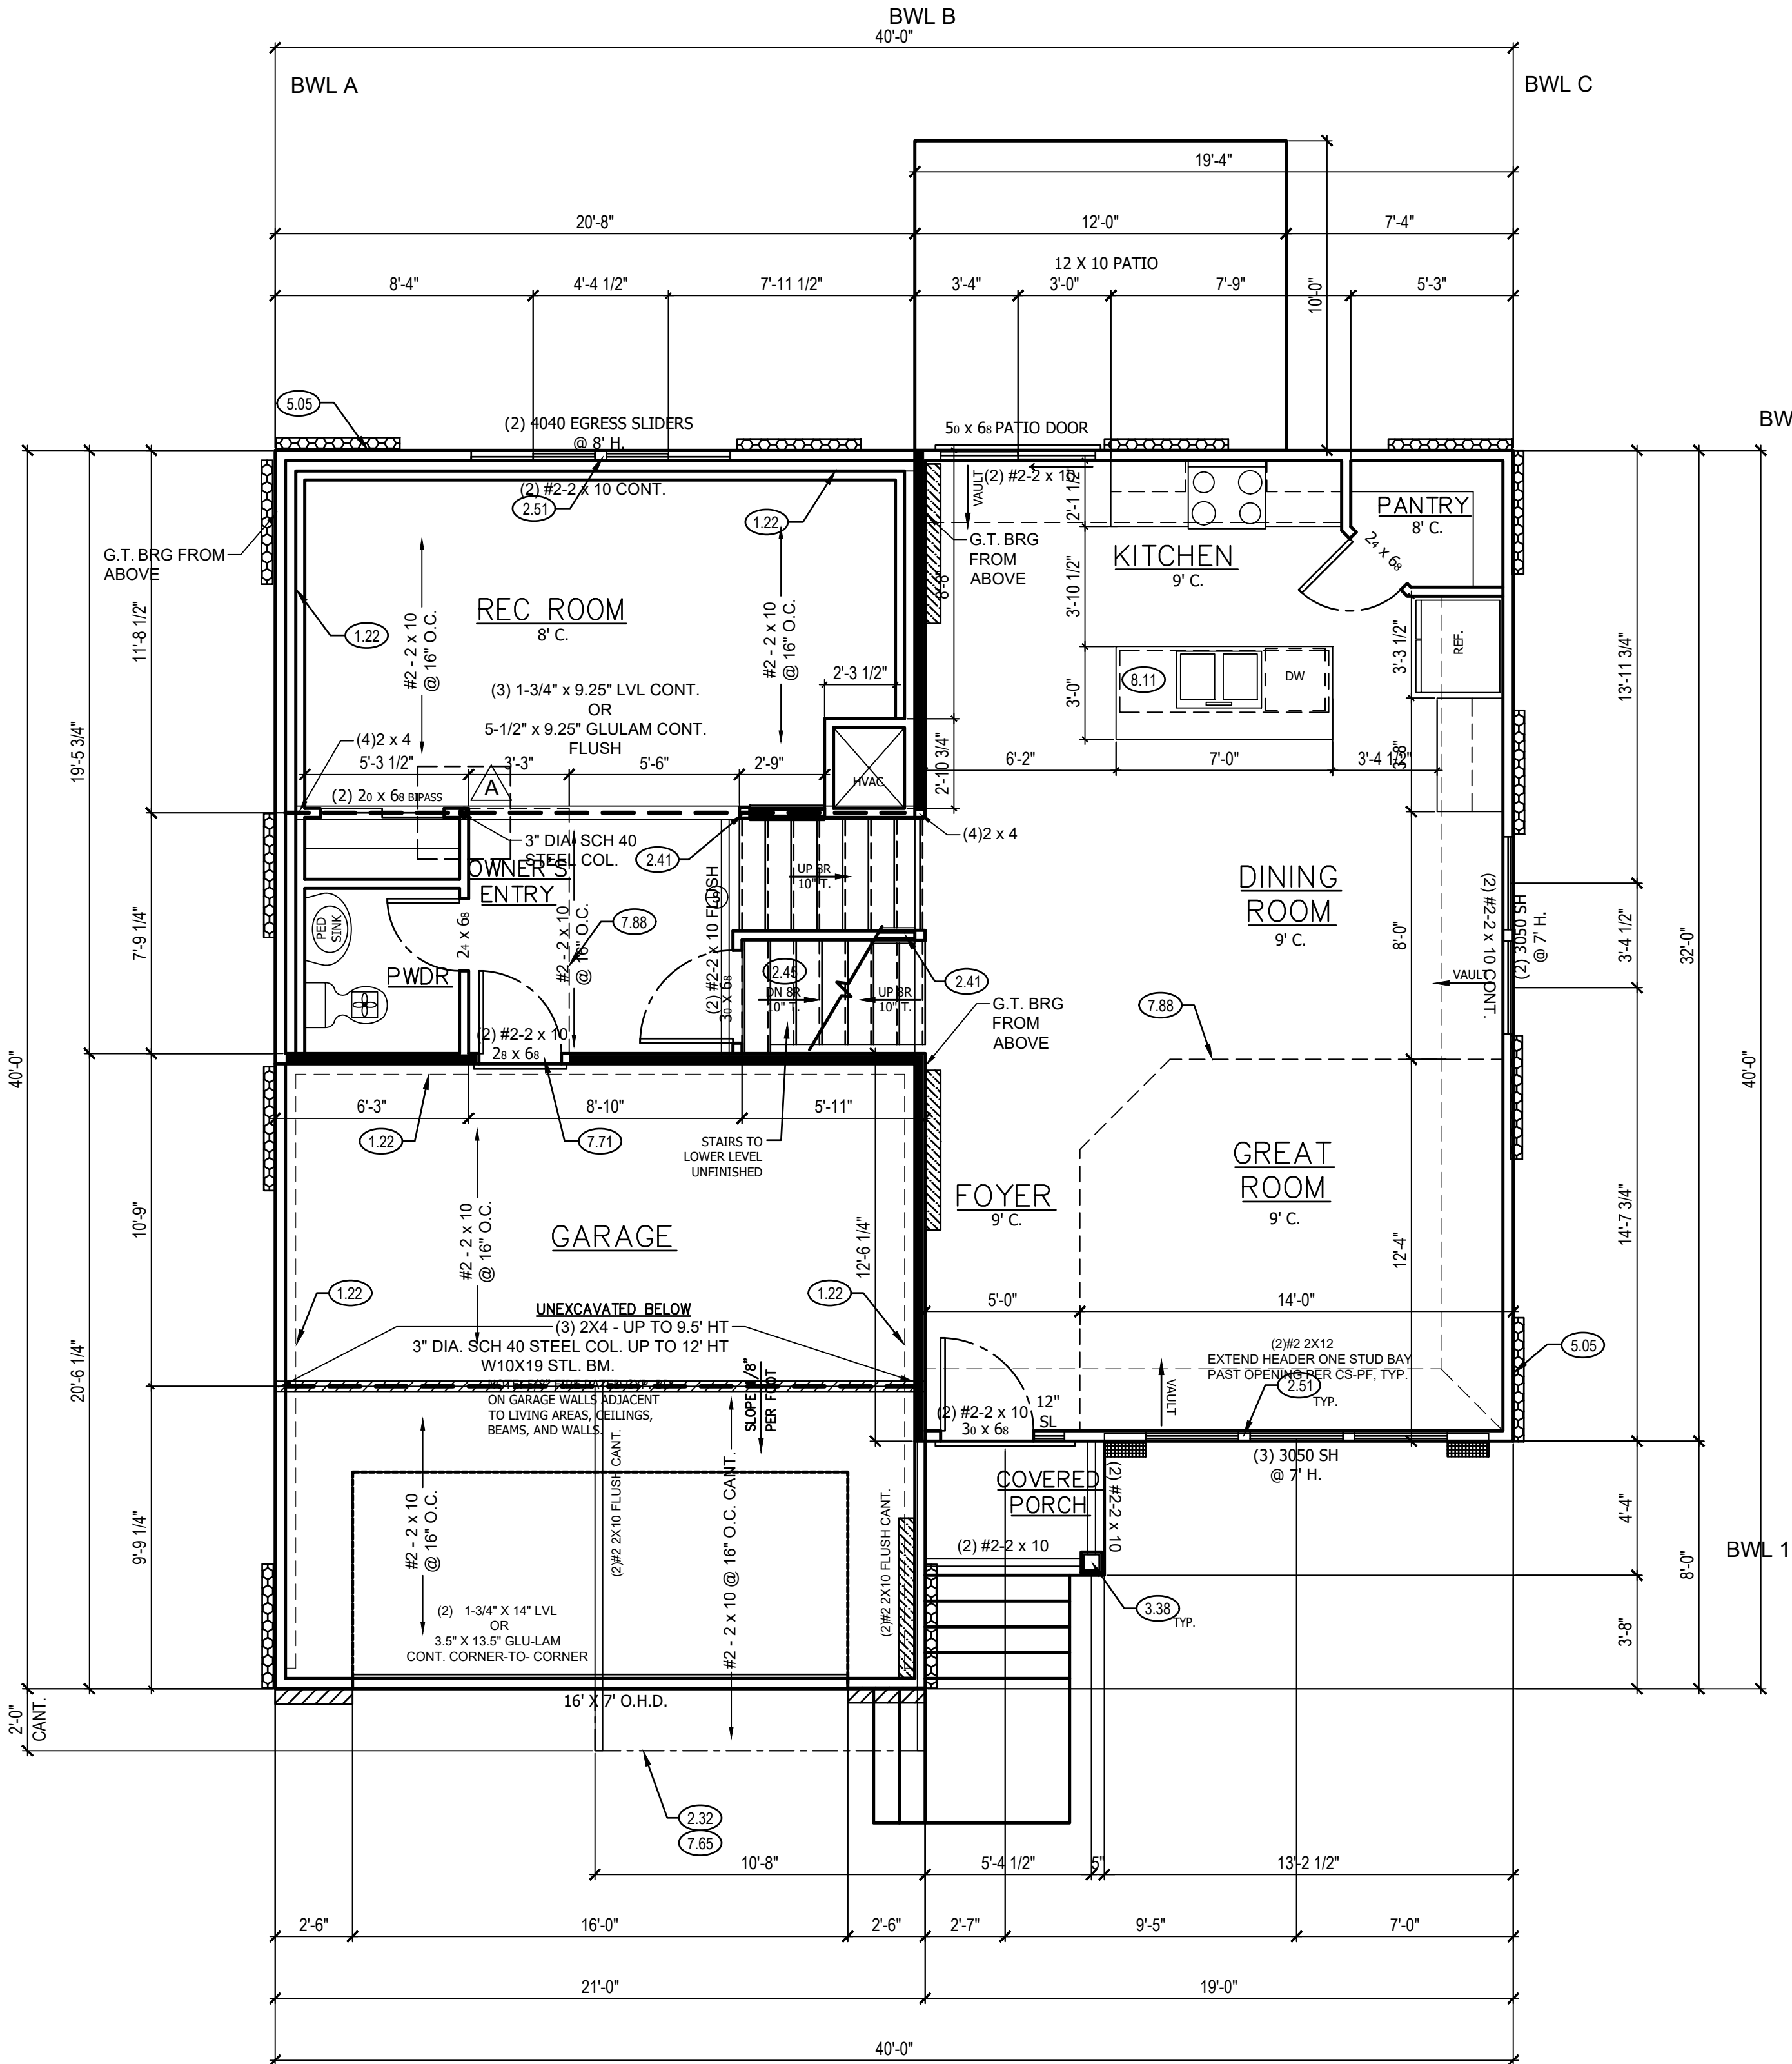 BWL B
40'-0"
BWL A
BWL C
19'-4"
20'-8"
12'-0"
7'-4"
12 X 10 PATIO
8'-4"
4'-4 1/2"
7'-11 1/2"
3'-4"
3'-0"
7'-9"
5'-3"
10'-0"
5.05
(2) 4040 EGRESS SLIDERS
@ 8' H.
50 x 68 PATIO DOOR
BW
(2) #2-2 x 10 CONT.
2.51
1.22
VAULT
(2) #2-2 x 10
2'-1 1/2"
PANTRY
8' C.
24 X 68
G.T. BRG FROM
ABOVE
G.T. BRG
FROM
ABOVE
KITCHEN
9' C.
3'-10 1/2"
REC ROOM
8' C.
1.22
11'-8 1/2"
#2 - 2 x 10
@ 16" O.C.
#2 - 2 x 10
@ 16" O.C.
3'-3 1/2"
REF.
13'-11 3/4"
2'-3 1/2"
8.11
DW
3'-0"
(3) 1-3/4" x 9.25" LVL CONT.
OR
5-1/2" x 9.25" GLULAM CONT.
FLUSH
(4)2 x 4
19'-5 3/4"
5'-3 1/2"
3'-3"
5'-6"
2'-9"
HVAC
2'-10 3/4"
6'-2"
7'-0"
3'-4 1/2"
3'-8"
(2) 20 x 68 BIPASS
A
3" DIA. SCH 40
STEEL COL.
2.41
(4)2 x 4
OWNER'S
ENTRY
UP 8R
10" T.
(2) #2-2 x 10 FLUSH
7.88
DINING
ROOM
9' C.
PED
SINK
24 x 68
7'-9 1/4"
#2 - 2 x 10
@ 16" O.C.
8'-0"
(2) #2-2 x 10 CONT.
(2) 3050 SH
@ 7' H.
3'-4 1/2"
32'-0"
PWDR
30 x 68
2.45
DN 8R
10" T.
UP 8R
10" T.
2.41
VAULT
7.88
G.T. BRG
FROM
ABOVE
(2) #2-2 x 10
28 x 68
40'-0"
40'-0"
6'-3"
8'-10"
5'-11"
1.22
7.71
STAIRS TO
LOWER LEVEL
UNFINISHED
GREAT
ROOM
9' C.
FOYER
9' C.
14'-7 3/4"
10'-9"
#2 - 2 x 10
@ 16" O.C.
GARAGE
12'-6 1/4"
12'-4"
1.22
1.22
UNEXCAVATED BELOW
(3) 2X4 - UP TO 9.5' HT
3" DIA. SCH 40 STEEL COL. UP TO 12' HT
W10X19 STL. BM.
5'-0"
14'-0"
(2)#2 2X12
EXTEND HEADER ONE STUD BAY
PAST OPENING PER CS-PF, TYP.
5.05
20'-6 1/4"
NOTE: 5/8" FIRE RATED GYP. BD.
ON GARAGE WALLS ADJACENT
TO LIVING AREAS, CEILINGS,
BEAMS, AND WALLS.
SLOPE 1/8"
PER FOOT
2.51
TYP.
VAULT
(2) #2-2 x 10
30 x 68
12"
SL
(3) 3050 SH
@ 7' H.
COVERED
PORCH
(2) #2-2 x 10
(2)#2 2X10 FLUSH CANT.
#2 - 2 x 10 @ 16" O.C. CANT.
(2)#2 2X10 FLUSH CANT.
#2 - 2 x 10
@ 16" O.C.
9'-9 1/4"
(2) #2-2 x 10
4'-4"
BWL 1
8'-0"
3.38
TYP.
3'-8"
(2) 1-3/4" X 14" LVL
OR
3.5" X 13.5" GLU-LAM
CONT. CORNER-TO- CORNER
16' X 7' O.H.D.
2'-0"
CANT.
2.32
7.65
10'-8"
5'-4 1/2"
5"
13'-2 1/2"
2'-6"
16'-0"
2'-6"
2'-7"
9'-5"
7'-0"
21'-0"
19'-0"
40'-0"